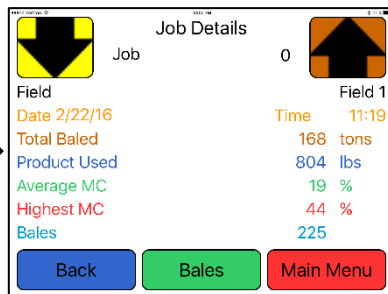 Job Details
Job 0
Field Field 1
Date 2/22/16 Time 11:19
Total Baled 168 tons
Product Used 804 lbs
Average MC 19 %
Highest MC 44 %
Bales 225
Back Bales Main Menu